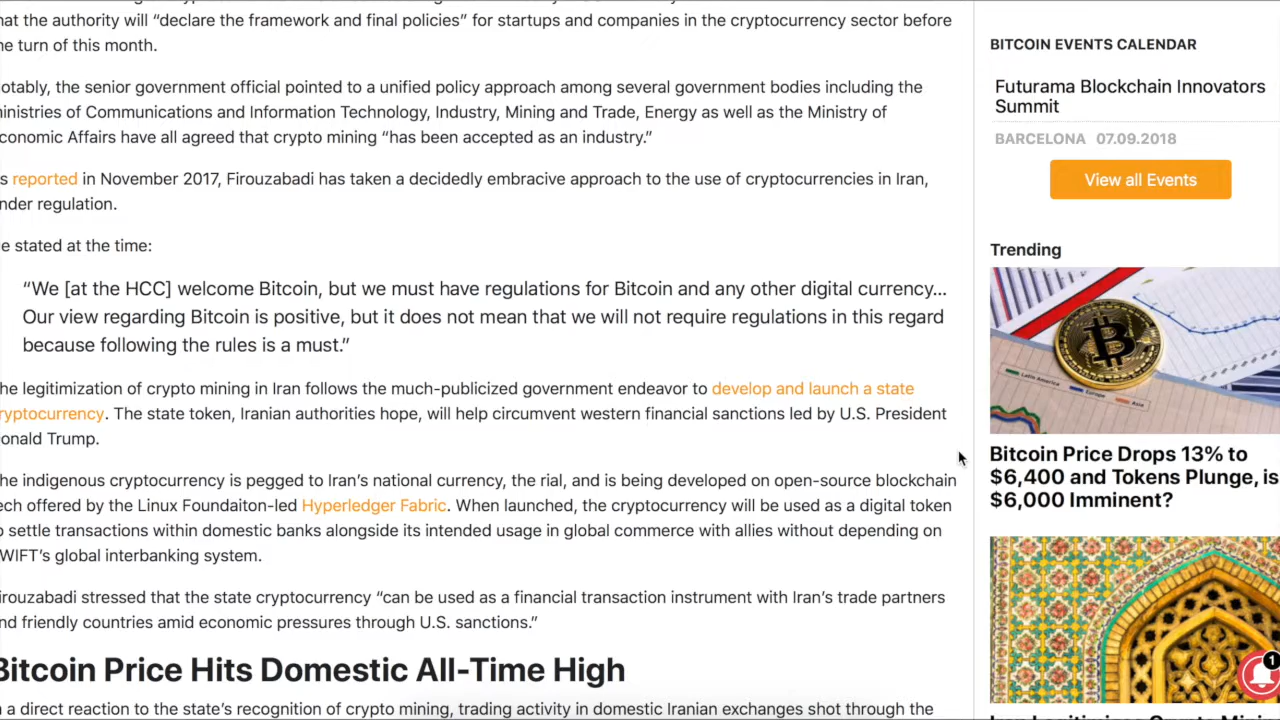 hat the authority will “declare the framework and final policies” for startups and companies in the cryptocurrency sector before
he turn of this month.
otably, the senior government official pointed to a unified policy approach among several government bodies including the
ministries of Communications and Information Technology, Industry, Mining and Trade, Energy as well as the Ministry of
conomic Affairs have all agreed that crypto mining “has been accepted as an industry.”
s reported in November 2017, Firouzabadi has taken a decidedly embracive approach to the use of cryptocurrencies in Iran,
nder regulation.
e stated at the time:
“We [at the HCC] welcome Bitcoin, but we must have regulations for Bitcoin and any other digital currency…
Our view regarding Bitcoin is positive, but it does not mean that we will not require regulations in this regard
because following the rules is a must.”
he legitimization of crypto mining in Iran follows the much-publicized government endeavor to develop and launch a state
ryptocurrency. The state token, Iranian authorities hope, will help circumvent western financial sanctions led by U.S. President
onald Trump.
he indigenous cryptocurrency is pegged to Iran’s national currency, the rial, and is being developed on open-source blockchain
ech offered by the Linux Foundaiton-led Hyperledger Fabric. When launched, the cryptocurrency will be used as a digital token
o settle transactions within domestic banks alongside its intended usage in global commerce with allies without depending on
WIFT’s global interbanking system.
irouzabadi stressed that the state cryptocurrency “can be used as a financial transaction instrument with Iran’s trade partners
nd friendly countries amid economic pressures through U.S. sanctions.”
Bitcoin Price Hits Domestic All-Time High
n a direct reaction to the state’s recognition of crypto mining, trading activity in domestic Iranian exchanges shot through the
BITCOIN EVENTS CALENDAR
Futurama Blockchain Innovators
Summit
BARCELONA 07.09.2018
View all Events
Trending
Latin America
Europe
Asia
Bitcoin Price Drops 13% to
$6,400 and Tokens Plunge, is
$6,000 Imminent?
1